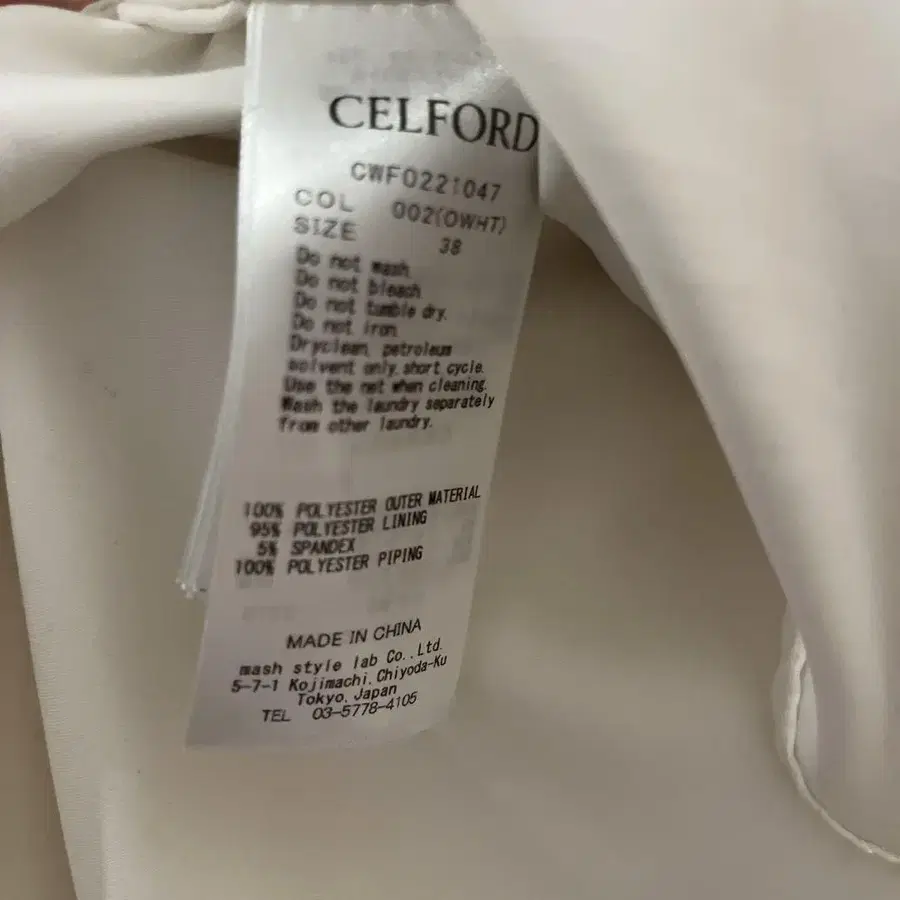 CELFORD
CWF0221047
COL 002(OWHT)
SIZE 38
Do not wash
Do not bleach
Do not tumble dry.
Do not iron
Dryclean, petroleum
solvent only, short cycle.
Use the net when cleaning.
Wash the laundry separately
from other laundry.
100% POLYESTER OUTER MATERIAL
95% POLYESTER LINING
5% SPANDEX
100% POLYESTER PIPING
MADE IN CHINA
mash style lab Co.,Ltd.
5-7-1 Kojimachi, Chiyoda-Ku
Tokyo, Japan
TEL 03-5778-4105